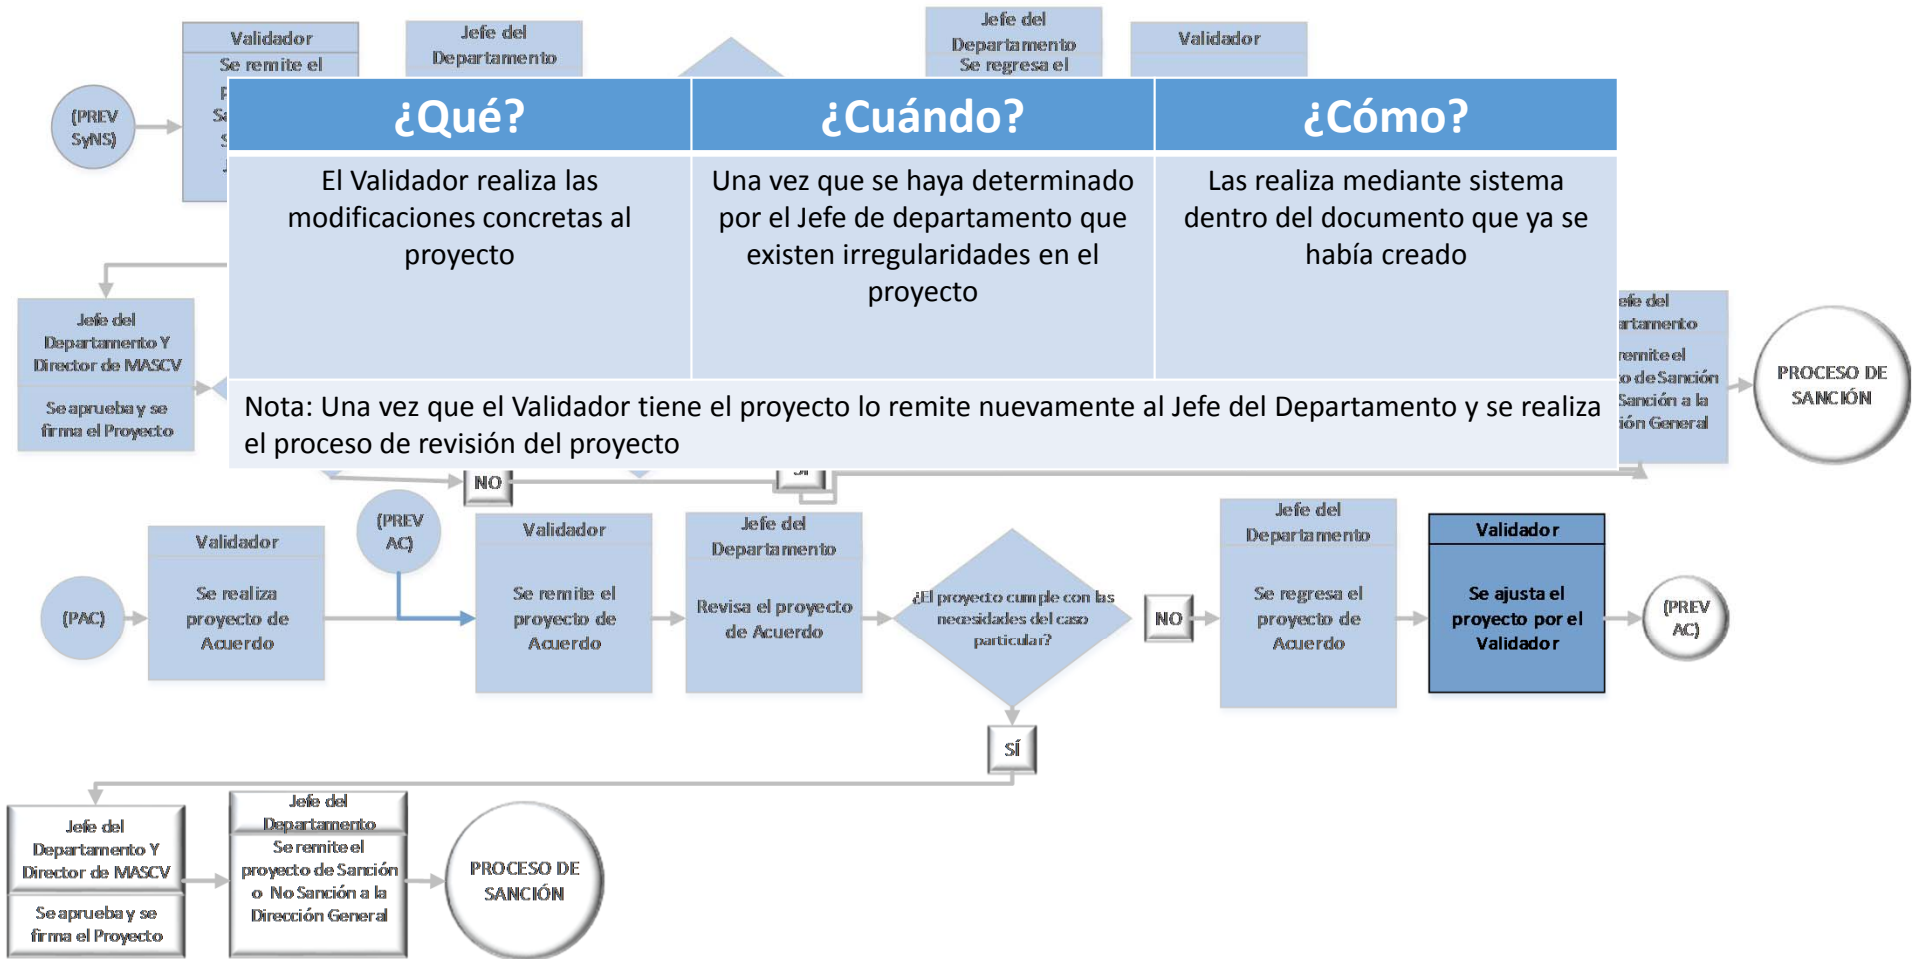 Validador
Se remite el
Jefe del
Departamento
Jefe del
Departamento
Se regresa el
Validador
(PREV
SyNS)
¿Qué?
¿Cuándo?
¿Cómo?
El Validador realiza las
modificaciones concretas al
proyecto
Una vez que se haya determinado
por el Jefe de departamento que
existen irregularidades en el
proyecto
Las realiza mediante sistema
dentro del documento que ya se
había creado
Nota: Una vez que el Validador tiene el proyecto lo remite nuevamente al Jefe del Departamento y se realiza
el proceso de revisión del proyecto
Jefe del
Departamento Y
Director de MASCV
Se aprueba y se
firma el Proyecto
del
remite el
de Sanción
Sanción a la
General
PROCESO DE
SANCIÓN
NO
SÍ
(PAC)
Validador
Se realiza
proyecto de
Acuerdo
(PREV
AC)
Validador
Se remite el
proyecto de
Acuerdo
Jefe del
Departamento
Revisa el proyecto
de Acuerdo
¿El proyecto cumple con las
necesidades del caso
particular?
NO
Jefe del
Departamento
Se regresa el
proyecto de
Acuerdo
Validador
Se ajusta el
proyecto por el
Validador
(PREV
AC)
SÍ
Jefe del
Departamento Y
Director de MASCV
Se aprueba y se
firma el Proyecto
Jefe del
Departamento
Se remite el
proyecto de Sanción
o No Sanción a la
Dirección General
PROCESO DE
SANCIÓN